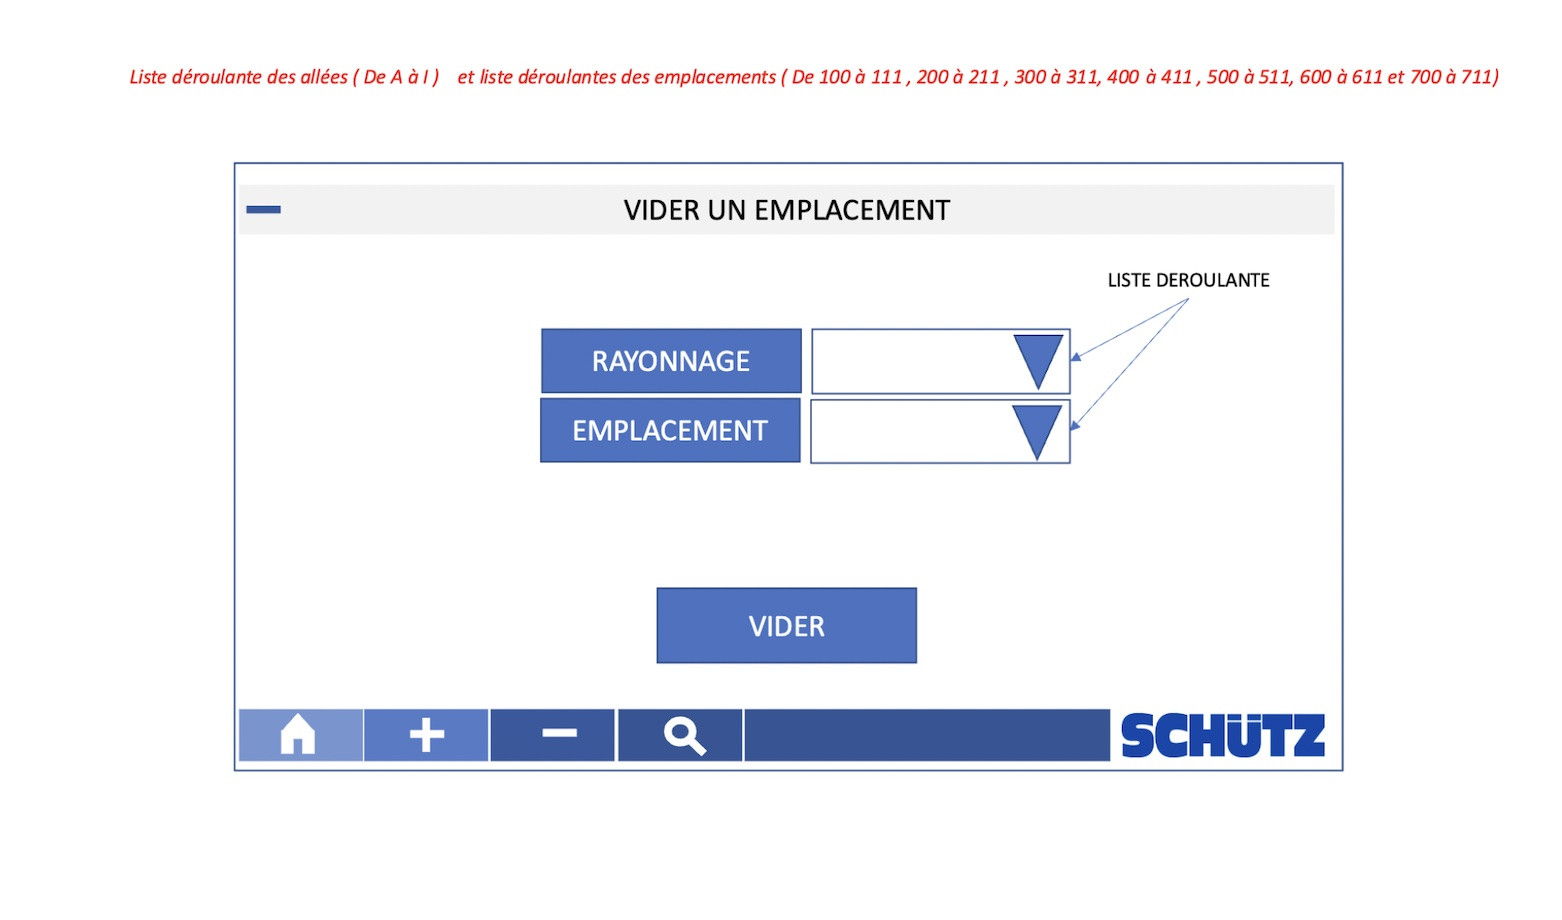 Liste déroulante des allées ( De A à I )    et liste déroulantes des emplacements ( De 100 à 111 , 200 à 211 , 300 à 311, 400 à 411 , 500 à 511, 600 à 611 et 700 à 711)
VIDER UN EMPLACEMENT
LISTE DEROULANTE
RAYONNAGE
EMPLACEMENT
VIDER
SCHÜTZ